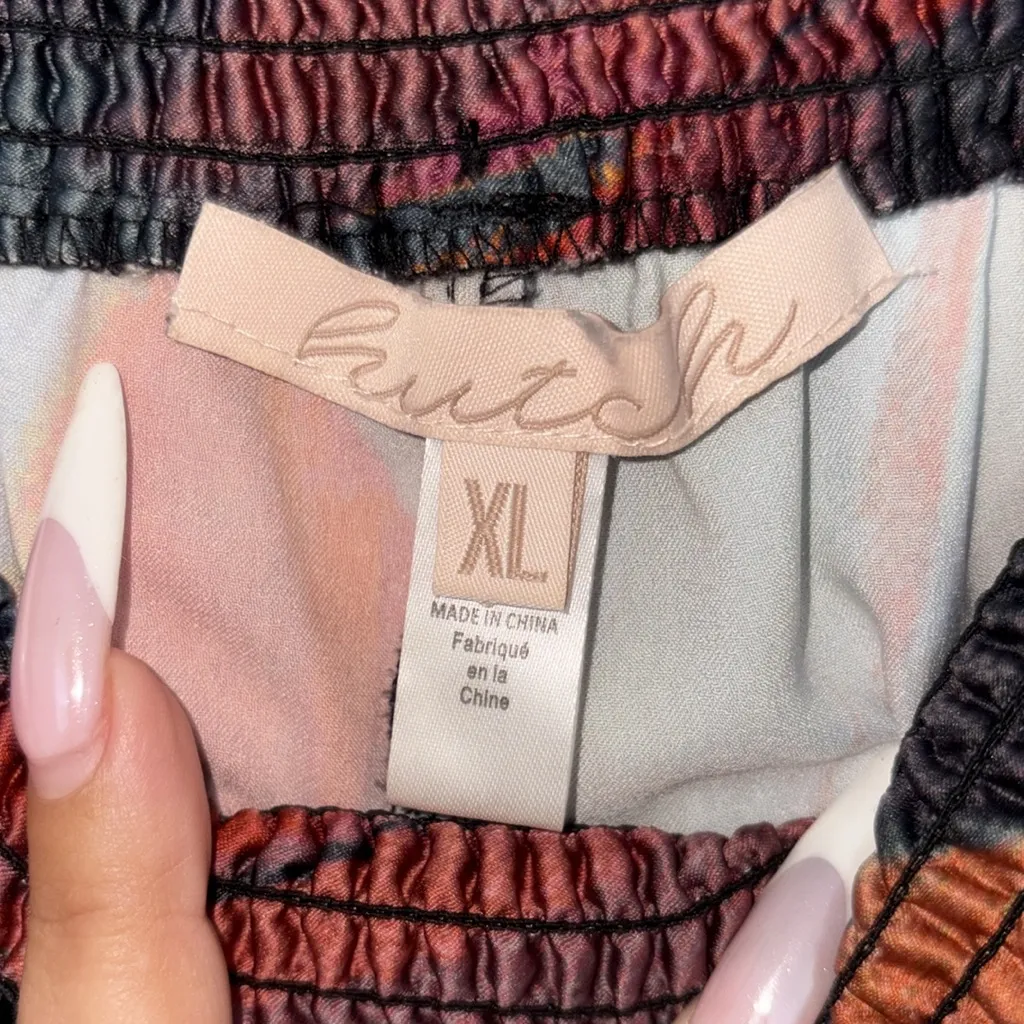 hutch
XL
MADE IN CHINA
Fabriqué
en la
Chine